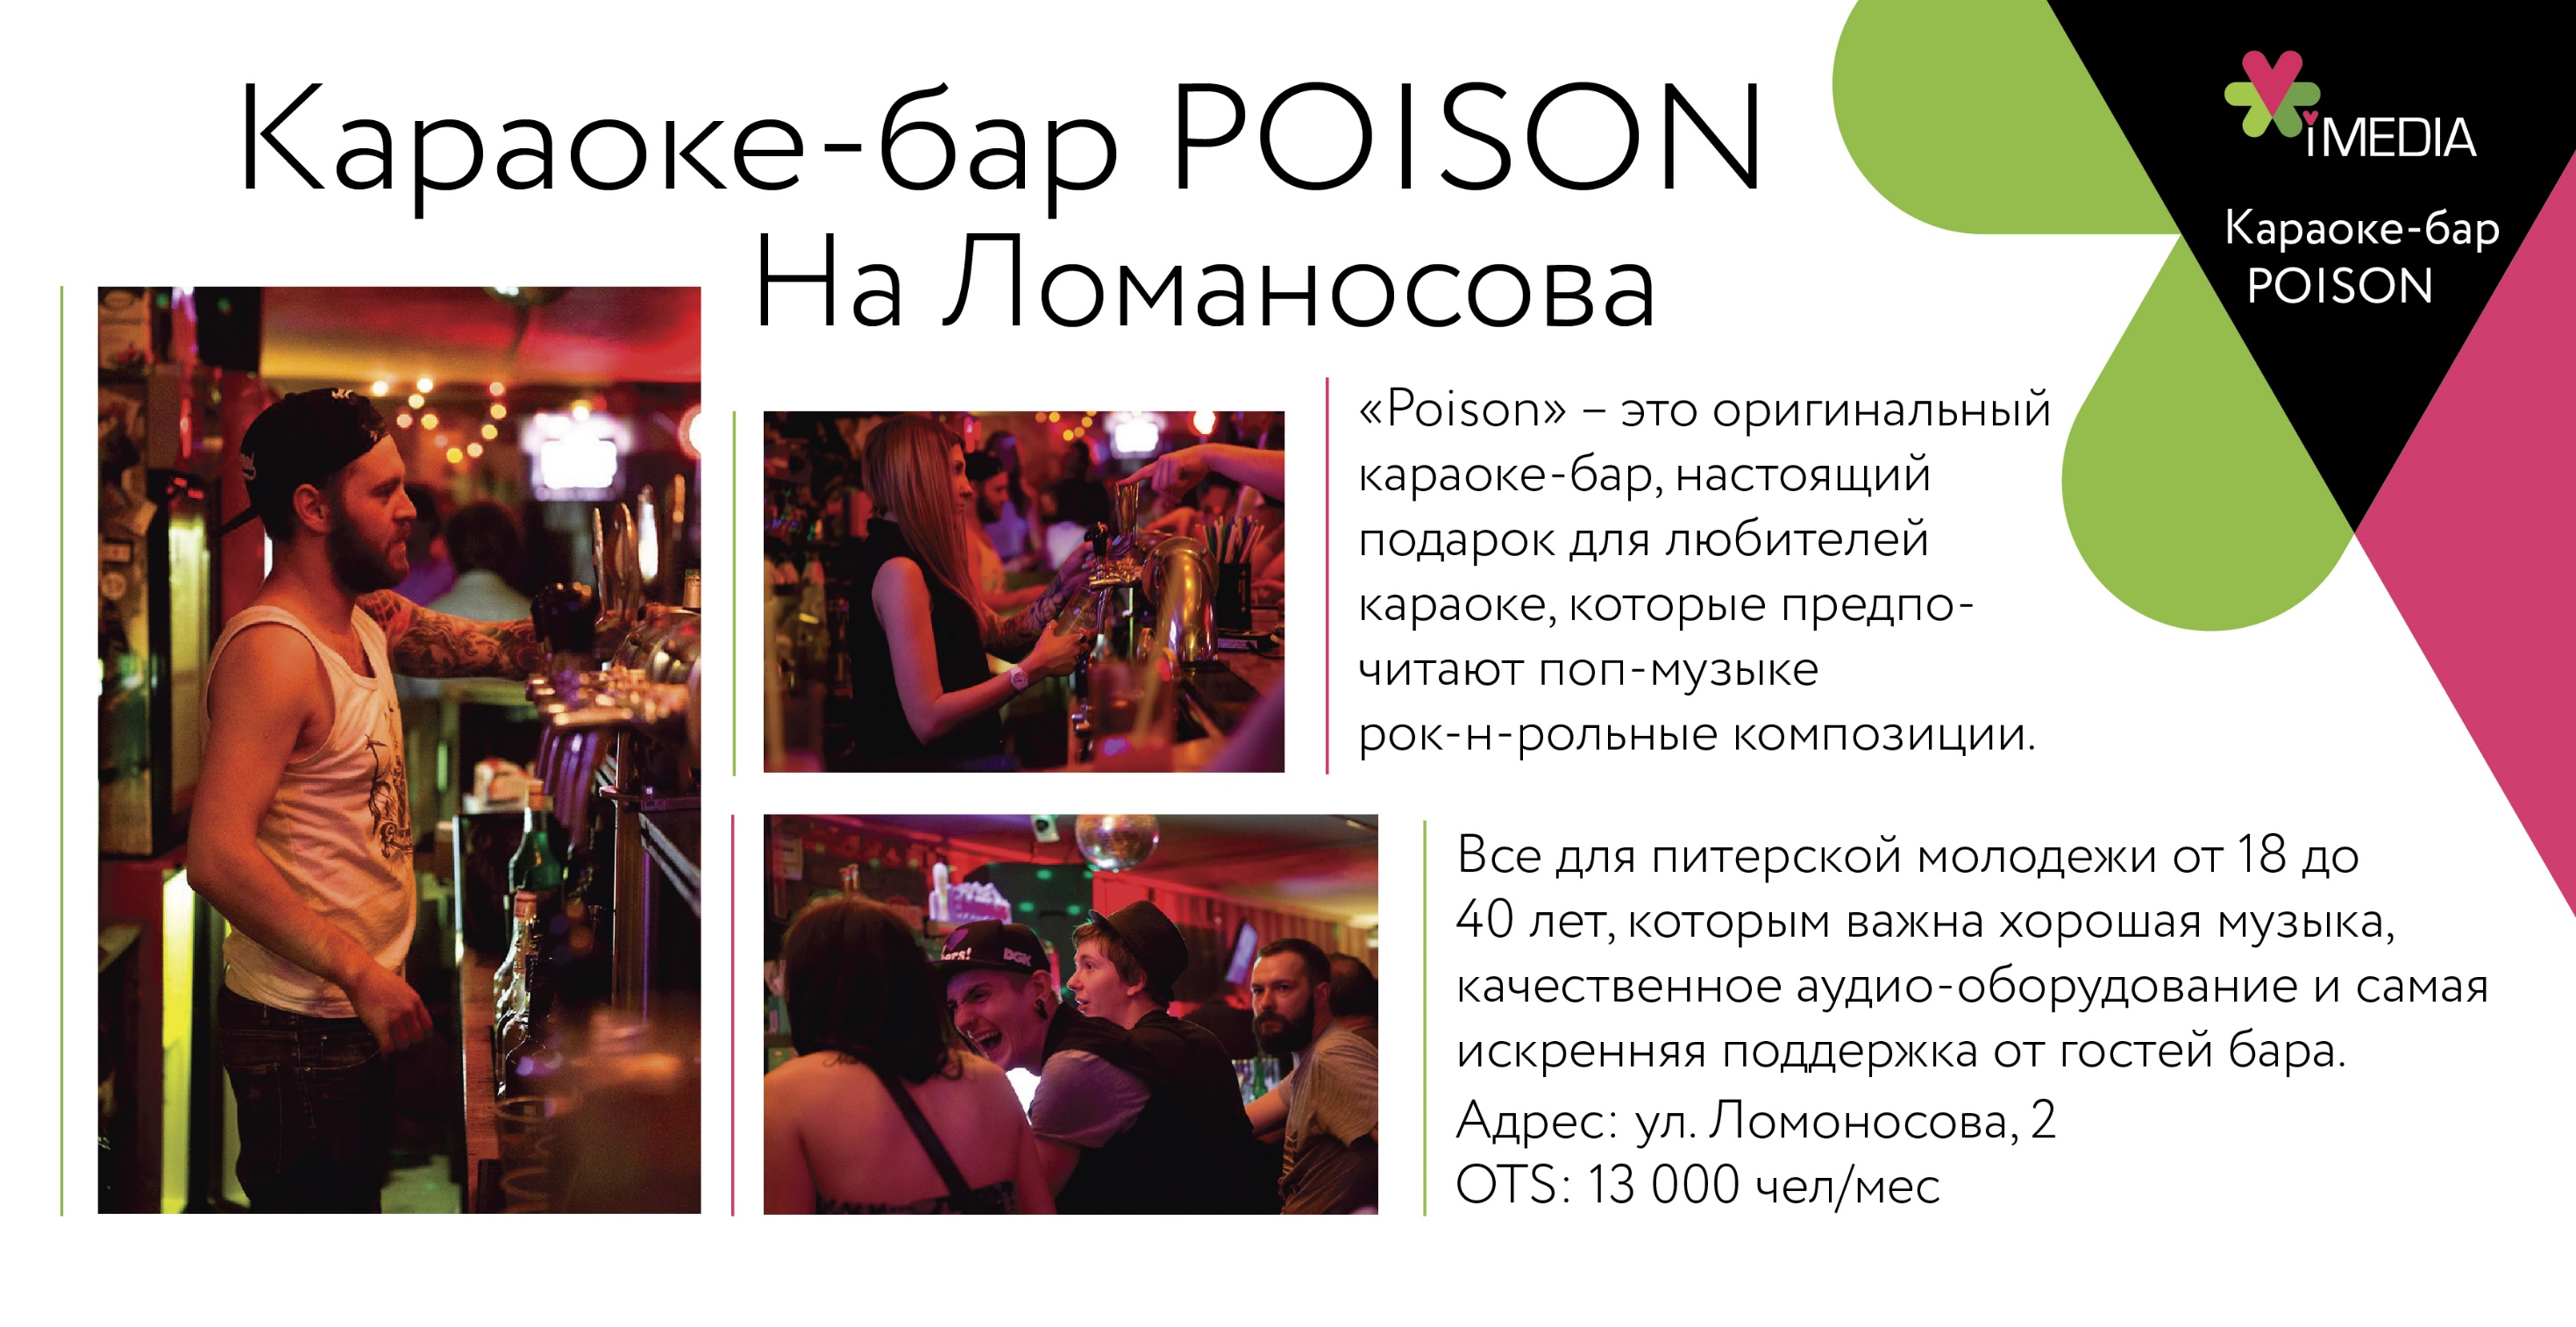 Караоке-бар POISON
На Ломаносова
iMEDIA
Караоке-бар
POISON
«Poison» – это оригинальный
караоке-бар, настоящий
подарок для любителей
караоке, которые предпо-
читают поп-музыке
рок-н-рольные композиции.
ers!
DGK
Все для питерской молодежи от 18 до
40 лет, которым важна хорошая музыка,
качественное аудио-оборудование и самая
искренняя поддержка от гостей бара.
Адрес: ул. Ломоносова, 2
OTS: 13 000 чел/мес